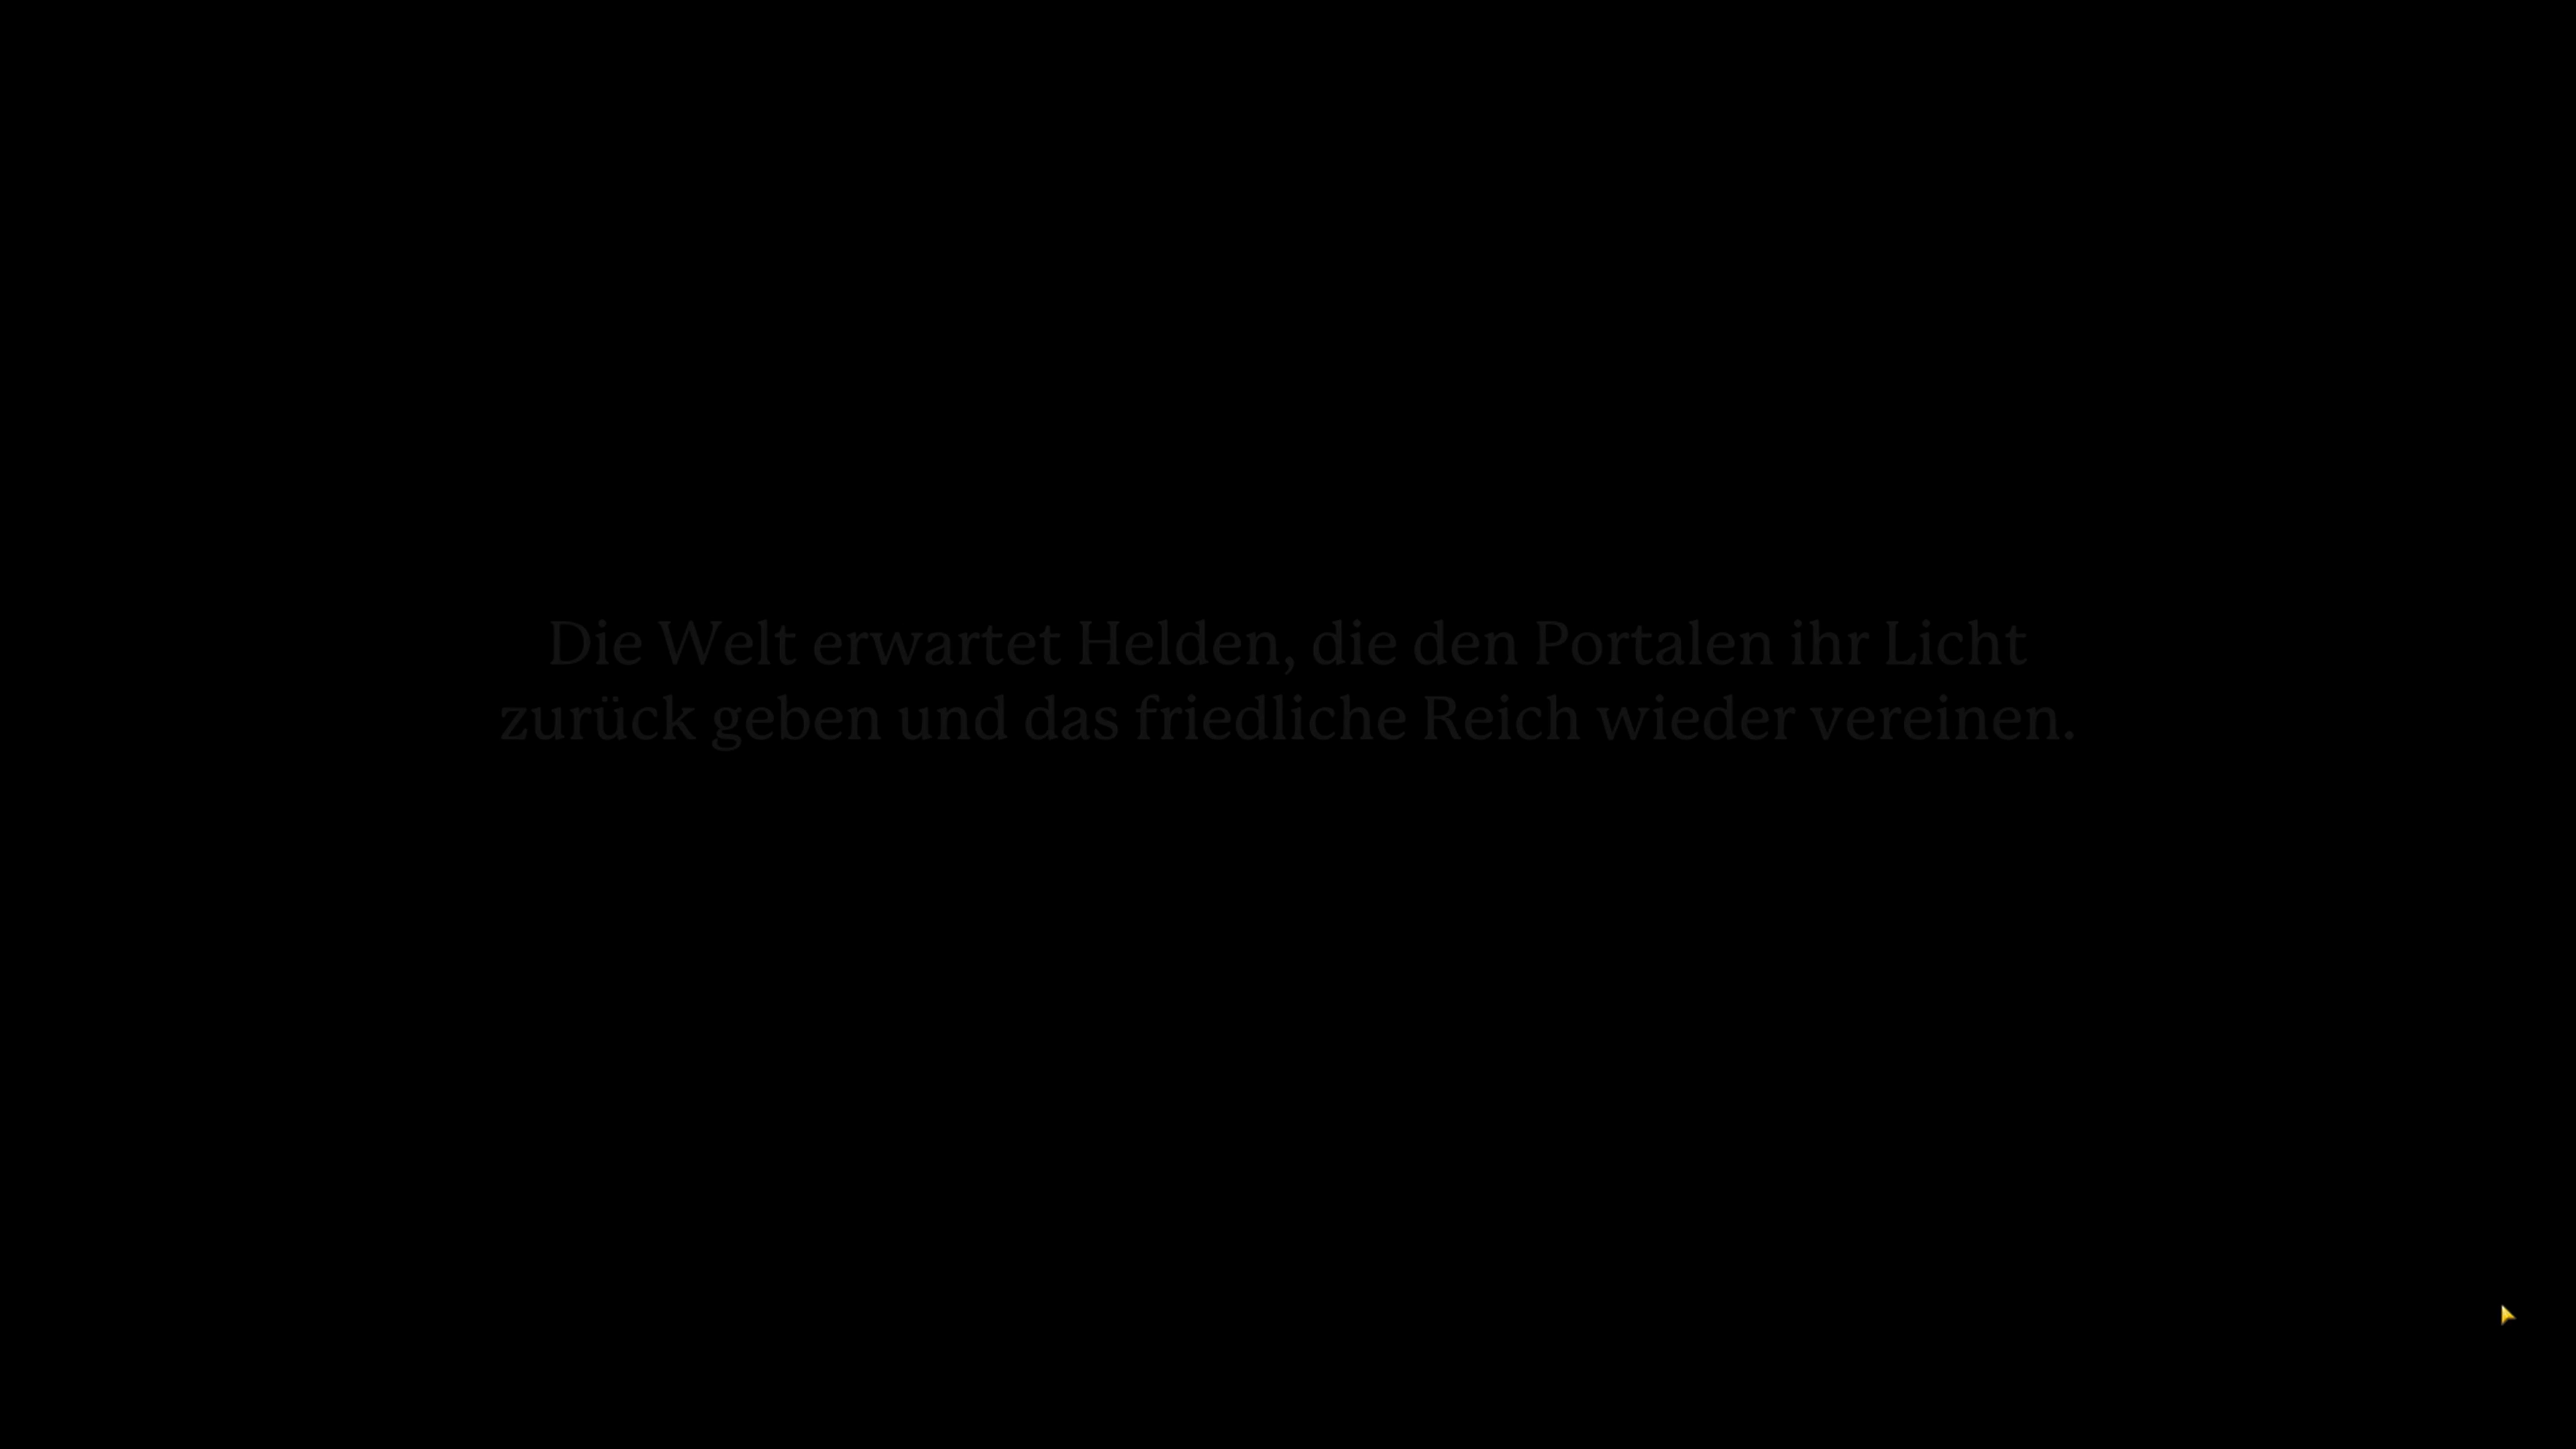 Die Welt erwartet Helden, die den Portalen ihr Licht
zurück geben und das friedliche Reich wieder vereinen.